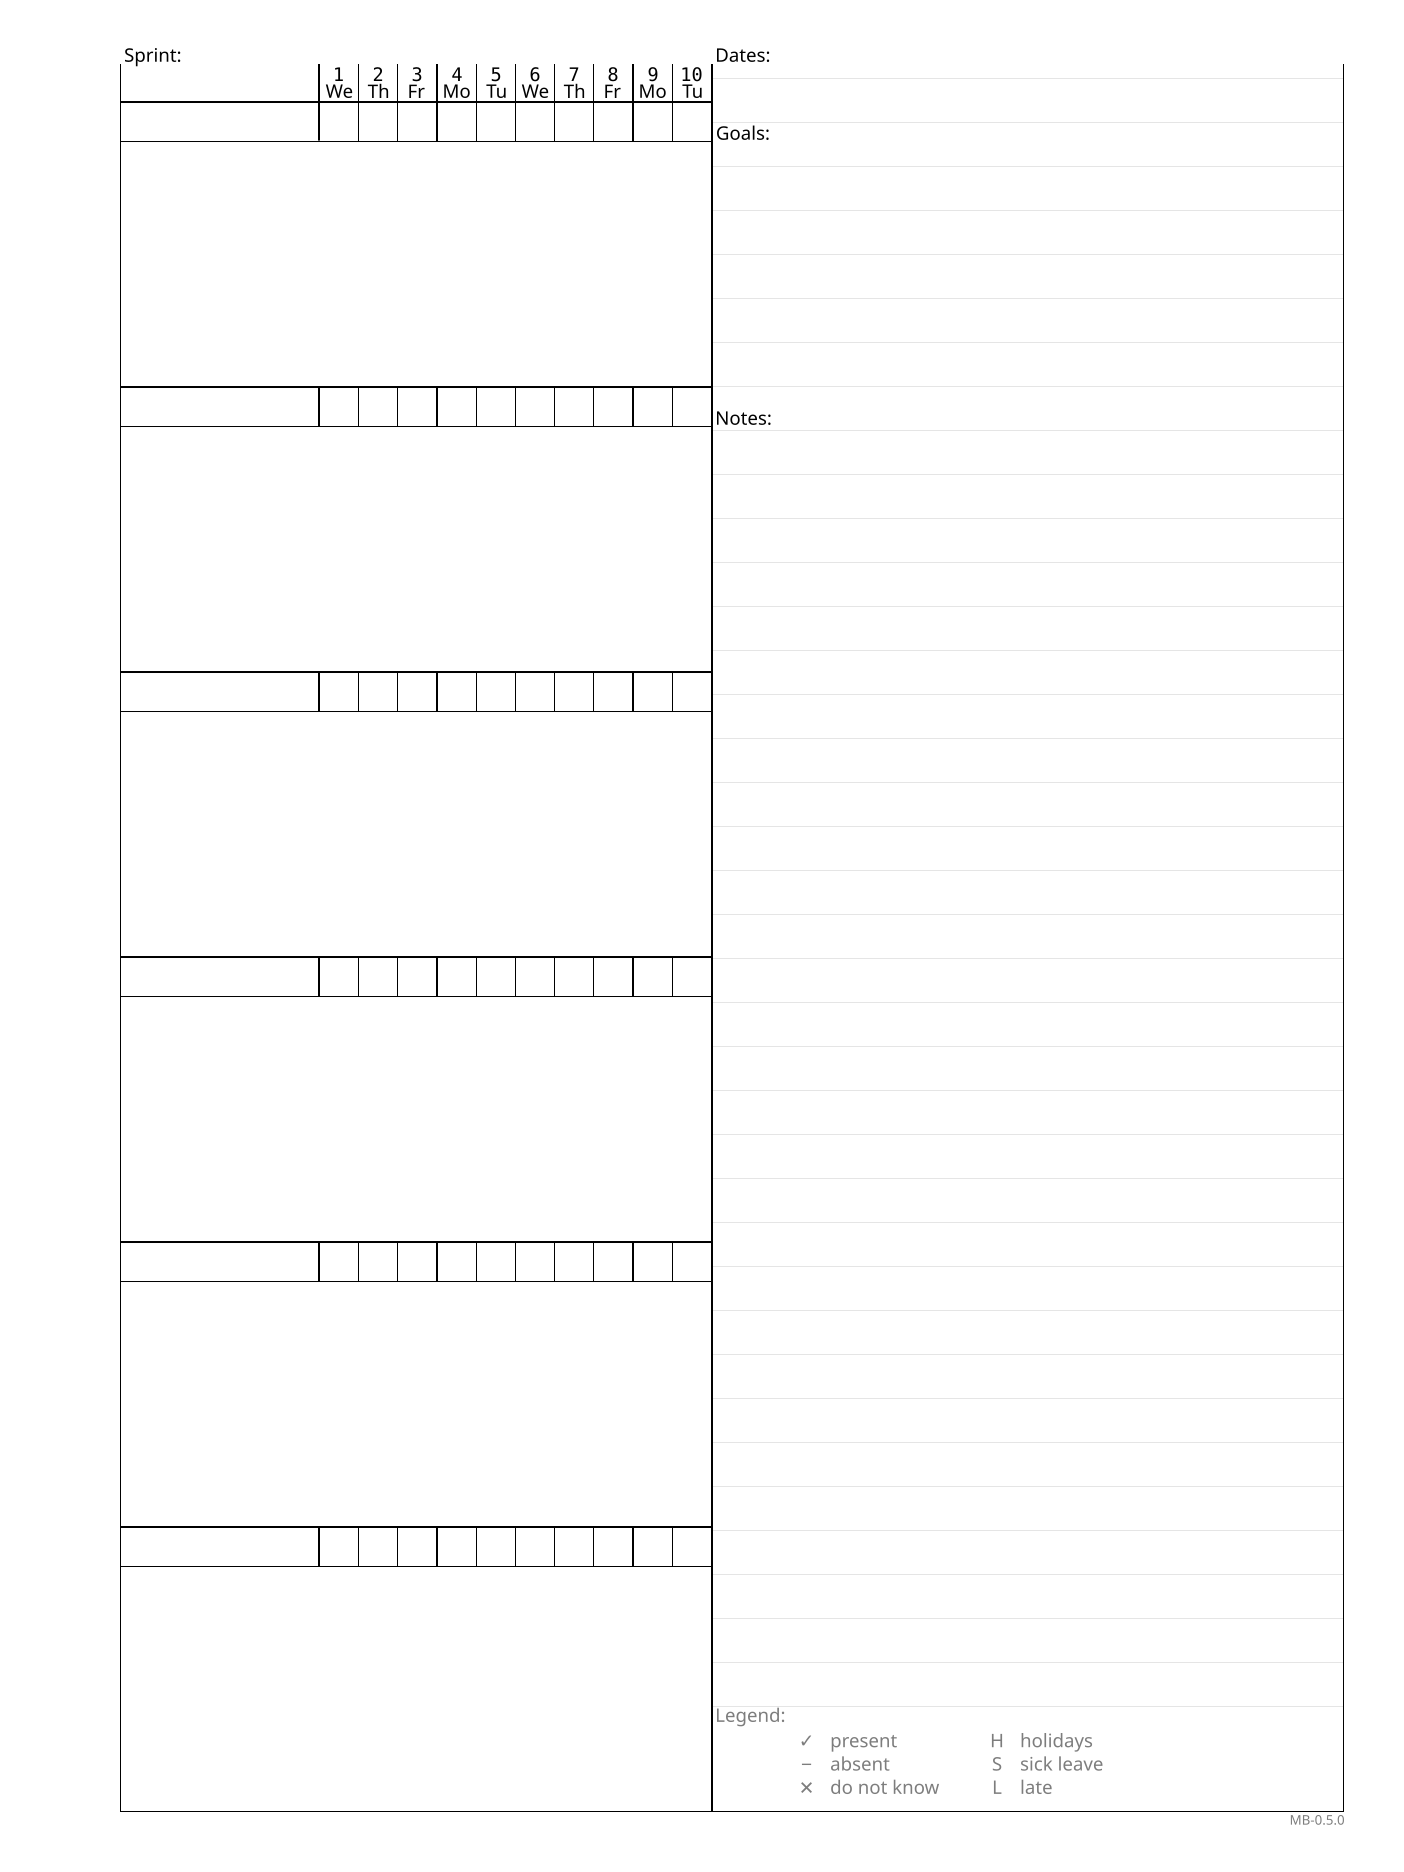 Sprint:
1 2 3 4 5 6 7 8 9 10
We Th Fr Mo Tu We Th Fr Mo Tu
Dates:
Goals:
Notes:
Legend:
✓ present H holidays
− absent S sick leave
✕ do not know L late
MB-0.5.0